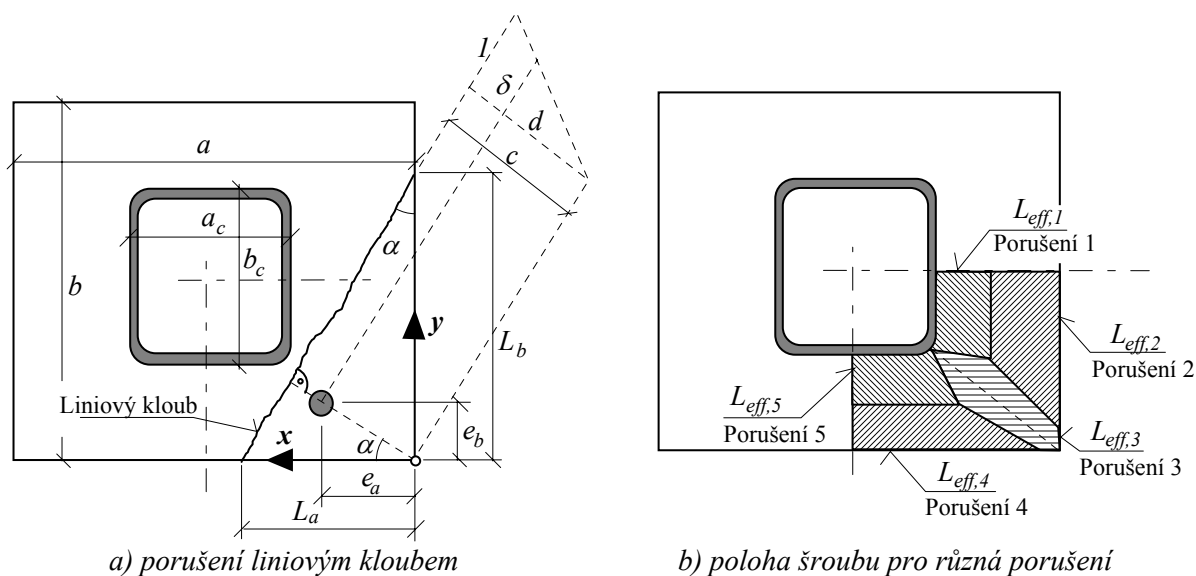 a
b
a_c
b_c
l
δ
d
c
α
L_b
y
Liniový kloub
x
α
e_b
e_a
L_a
a) porušení liniovým kloubem
L_eff,1
Porušení 1
L_eff,2
Porušení 2
L_eff,5
Porušení 5
L_eff,3
Porušení 3
L_eff,4
Porušení 4
b) poloha šroubu pro různá porušení